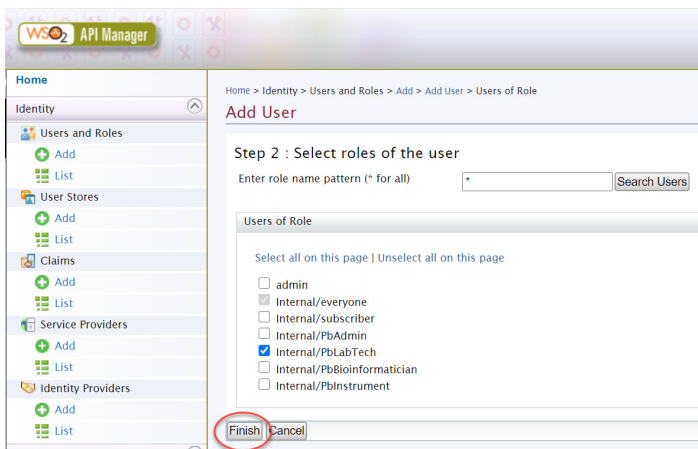 WSO2 API Manager
Home
Identity
Users and Roles
Add
List
User Stores
Add
List
Claims
Add
List
Service Providers
Add
List
Identity Providers
Add
List
Home > Identity > Users and Roles > Add > Add User > Users of Role
Add User
Step 2 : Select roles of the user
Enter role name pattern (* for all) * Search Users
Users of Role
Select all on this page | Unselect all on this page
admin
Internal/everyone
Internal/subscriber
Internal/PbAdmin
Internal/PbLabTech
Internal/PbBioinformatician
Internal/PbInstrument
Finish Cancel